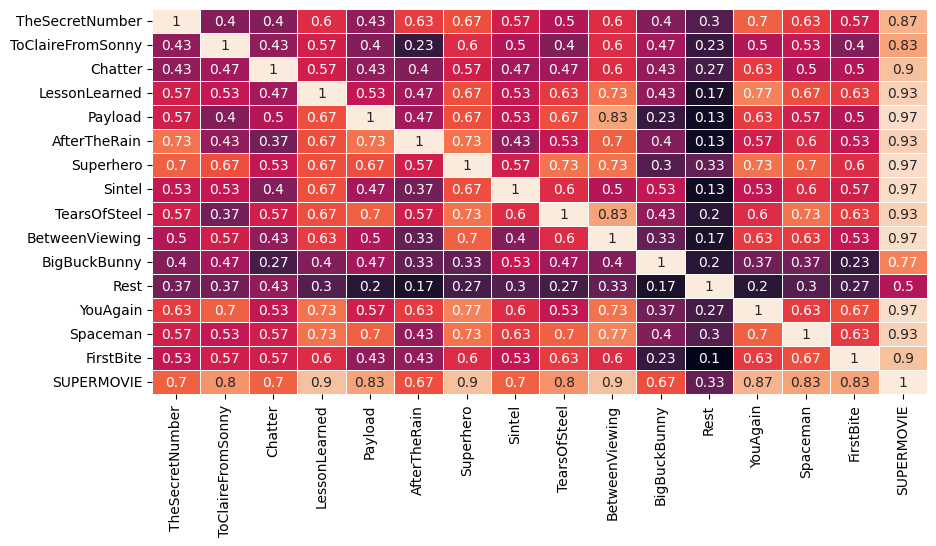 TheSecretNumber 1 0.4 0.4 0.6 0.43 0.63 0.67 0.57 0.5 0.6 0.4 0.3 0.7 0.63 0.57 0.87
ToClaireFromSonny 0.43 1 0.43 0.57 0.4 0.23 0.6 0.5 0.4 0.6 0.47 0.23 0.5 0.53 0.4 0.83
Chatter 0.43 0.47 1 0.57 0.43 0.4 0.57 0.47 0.47 0.6 0.43 0.27 0.63 0.5 0.5 0.9
LessonLearned 0.57 0.53 0.47 1 0.53 0.47 0.67 0.53 0.63 0.73 0.43 0.17 0.77 0.67 0.63 0.93
Payload 0.57 0.4 0.5 0.67 1 0.47 0.67 0.53 0.67 0.83 0.23 0.13 0.63 0.57 0.5 0.97
AfterTheRain 0.73 0.43 0.37 0.67 0.73 1 0.73 0.43 0.53 0.7 0.4 0.13 0.57 0.6 0.53 0.93
Superhero 0.7 0.67 0.53 0.67 0.67 0.57 1 0.57 0.73 0.73 0.3 0.33 0.73 0.7 0.6 0.97
Sintel 0.53 0.53 0.4 0.67 0.47 0.37 0.67 1 0.6 0.5 0.53 0.13 0.53 0.6 0.57 0.97
TearsOfSteel 0.57 0.37 0.57 0.67 0.7 0.57 0.73 0.6 1 0.83 0.43 0.2 0.6 0.73 0.63 0.93
BetweenViewing 0.5 0.57 0.43 0.63 0.5 0.33 0.7 0.4 0.6 1 0.33 0.17 0.63 0.63 0.53 0.97
BigBuckBunny 0.4 0.47 0.27 0.4 0.47 0.33 0.33 0.53 0.47 0.4 1 0.2 0.37 0.37 0.23 0.77
Rest 0.37 0.37 0.43 0.3 0.2 0.17 0.27 0.3 0.27 0.33 0.17 1 0.2 0.3 0.27 0.5
YouAgain 0.63 0.7 0.53 0.73 0.57 0.63 0.77 0.6 0.53 0.73 0.37 0.27 1 0.63 0.67 0.97
Spaceman 0.57 0.53 0.57 0.73 0.7 0.43 0.73 0.63 0.7 0.77 0.4 0.3 0.7 1 0.63 0.93
FirstBite 0.53 0.57 0.57 0.6 0.43 0.43 0.6 0.53 0.63 0.6 0.23 0.1 0.63 0.67 1 0.9
SUPERMOVIE 0.7 0.8 0.7 0.9 0.83 0.67 0.9 0.7 0.8 0.9 0.67 0.33 0.87 0.83 0.83 1
TheSecretNumber
ToClaireFromSonny
Chatter
LessonLearned
Payload
AfterTheRain
Superhero
Sintel
TearsOfSteel
BetweenViewing
BigBuckBunny
Rest
YouAgain
Spaceman
FirstBite
SUPERMOVIE